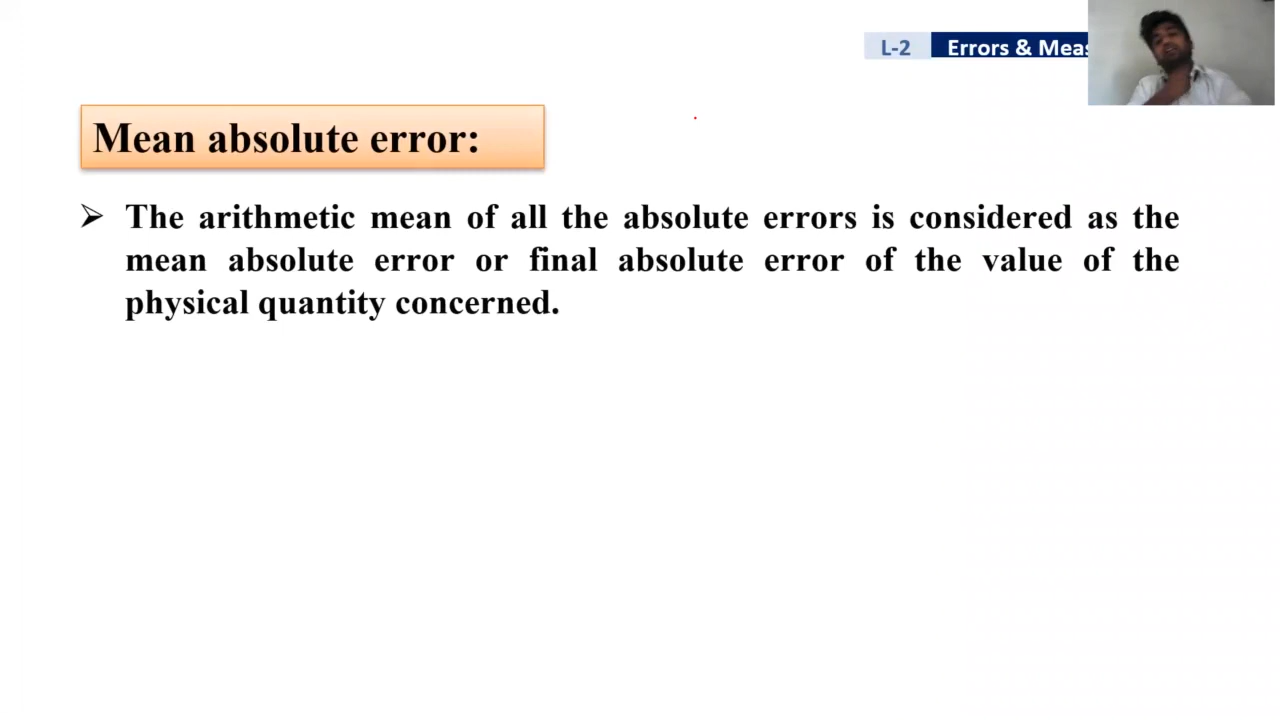 L-2 Errors & Meas
Mean absolute error:
➢ The arithmetic mean of all the absolute errors is considered as the
mean absolute error or final absolute error of the value of the
physical quantity concerned.